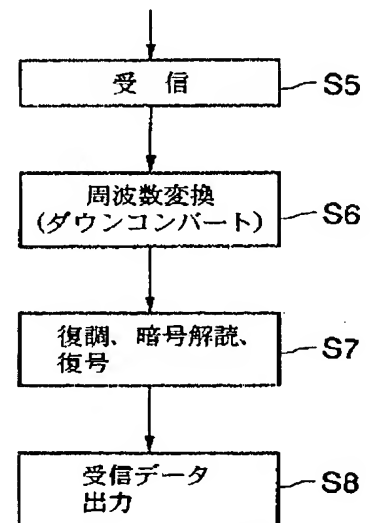 受 信
S5
周波数変換
(ダウンコンバート)
S6
復調、暗号解読、
復号
S7
受信データ
出力
S8